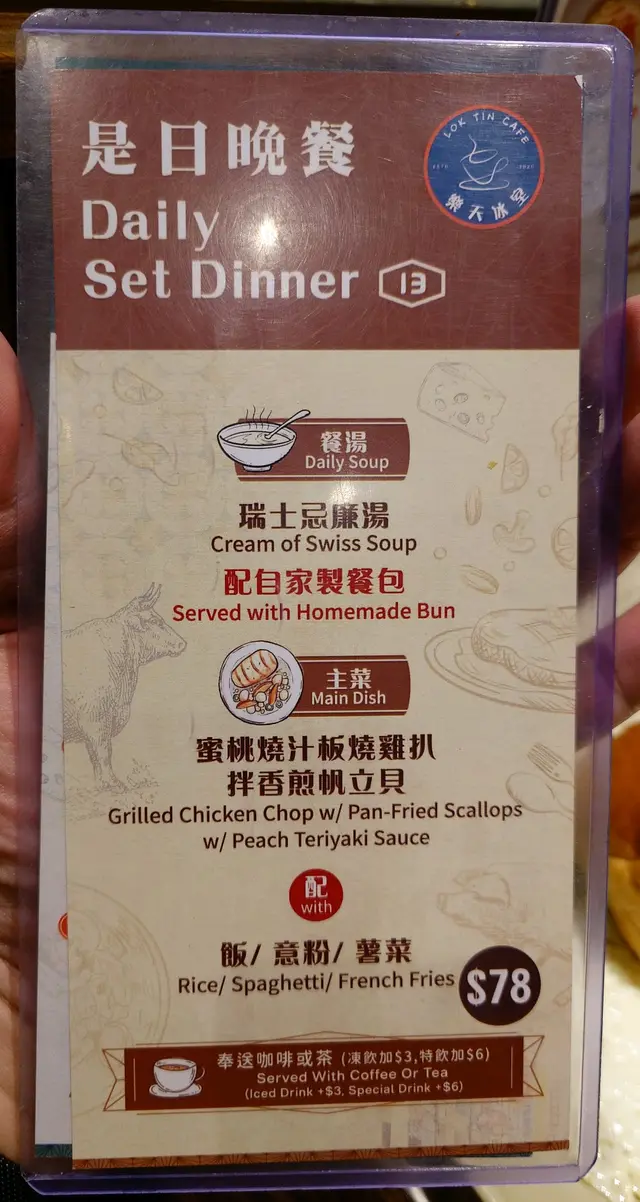 是日晚餐
Daily
Set Dinner 13
LOK TIN CAFE
樂天冰室
餐湯
Daily Soup
瑞士忌廉湯
Cream of Swiss Soup
配自家製餐包
Served with Homemade Bun
主菜
Main Dish
蜜桃燒汁板燒雞扒
拌香煎帆立貝
Grilled Chicken Chop w/ Pan-Fried Scallops
w/ Peach Teriyaki Sauce
配
with
飯/ 意粉/ 薯菜
Rice/ Spaghetti/ French Fries
$78
奉送咖啡或茶 (凍飲加$3,特飲加$6)
Served With Coffee Or Tea
(Iced Drink +$3, Special Drink +$6)